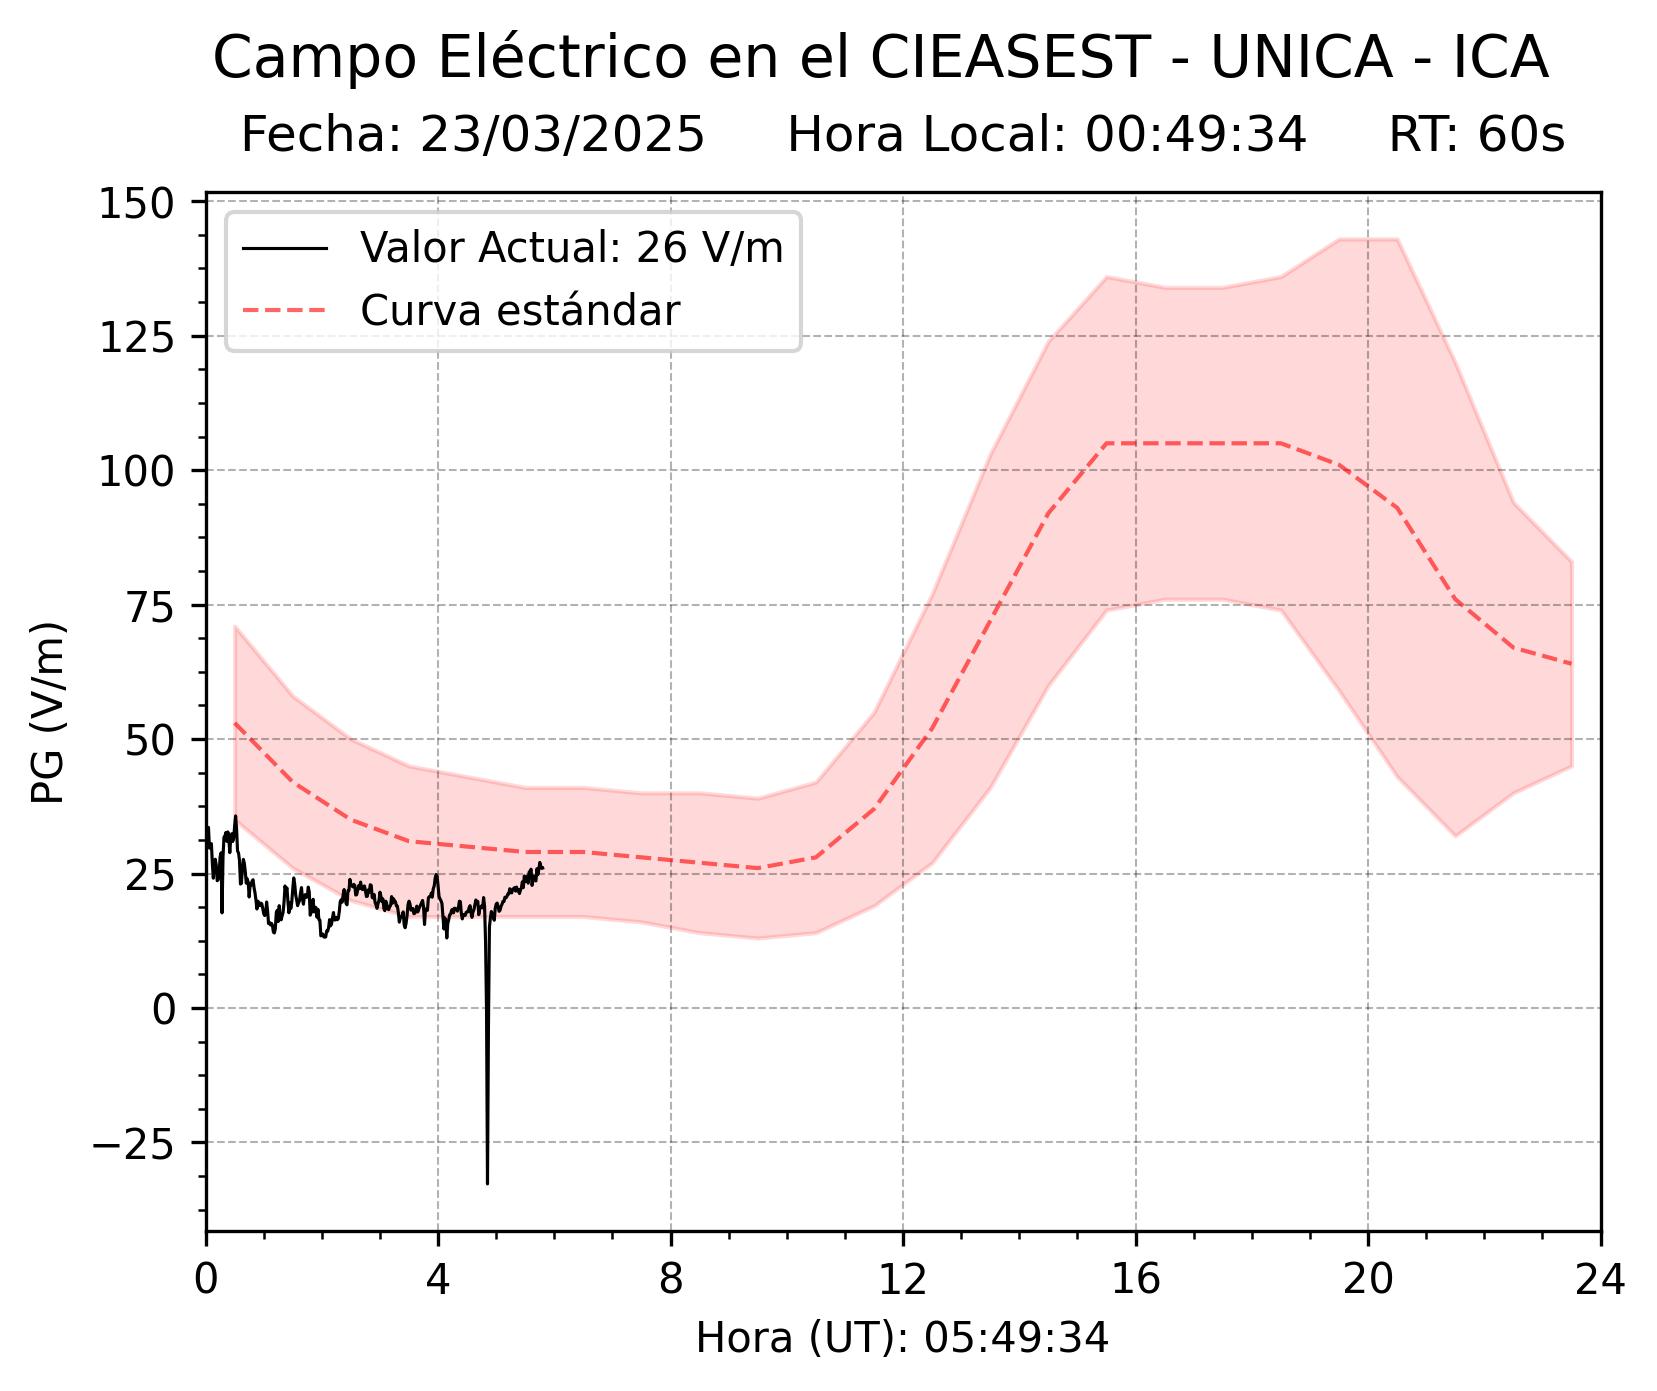 Campo Eléctrico en el CIEASEST - UNICA - ICA
Fecha: 23/03/2025 Hora Local: 00:49:34 RT: 60s
Valor Actual: 26 V/m
Curva estándar
PG (V/m)
150
125
100
75
50
25
0
−25
0 4 8 12 16 20 24
Hora (UT): 05:49:34